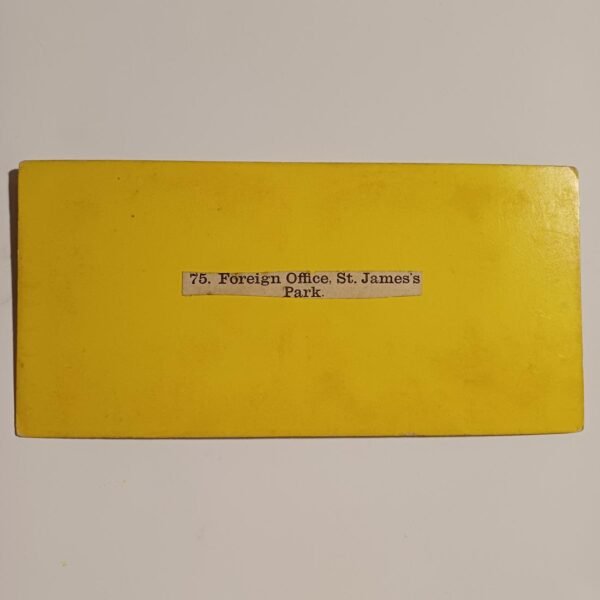 75. Foreign Office, St. James's
Park.